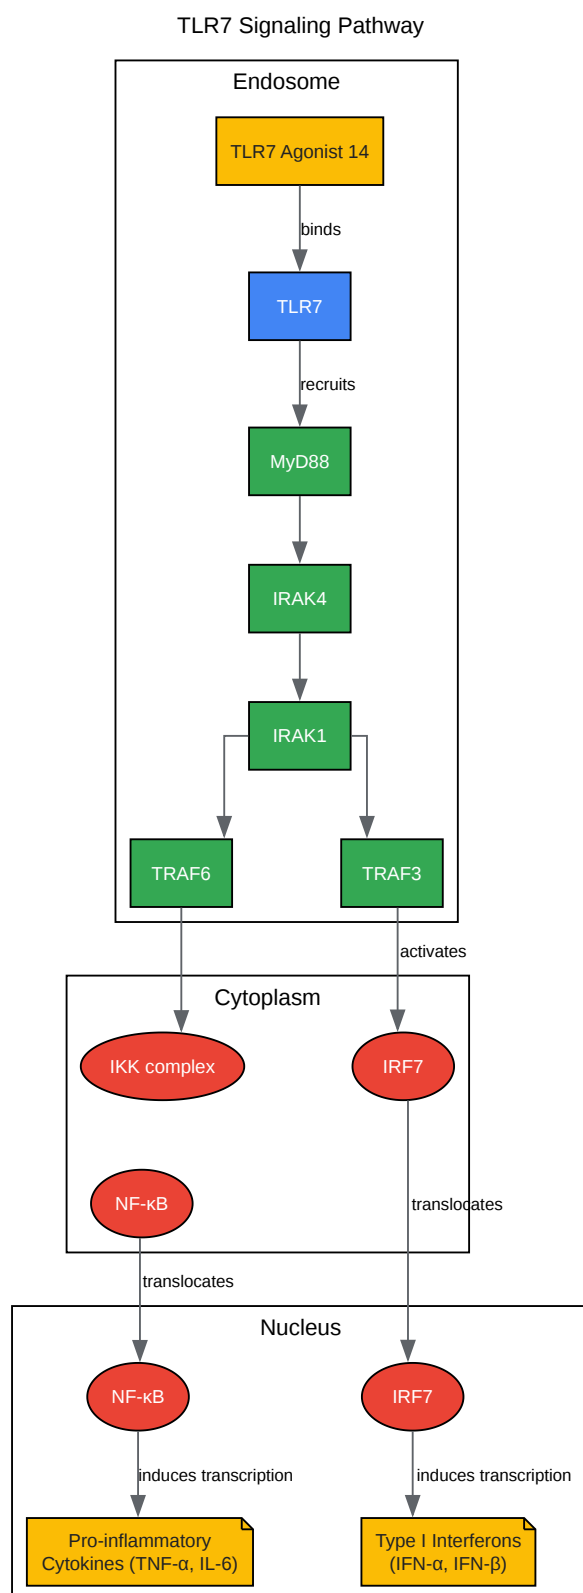 TLR7 Signaling Pathway
Endosome
TLR7 Agonist 14
binds
TLR7
recruits
MyD88
IRAK4
IRAK1
TRAF6
TRAF3
activates
Cytoplasm
IKK complex
IRF7
NF-κB
translocates
translocates
Nucleus
NF-κB
IRF7
induces transcription
induces transcription
Pro-inflammatory
Cytokines (TNF-α, IL-6)
Type I Interferons
(IFN-α, IFN-β)